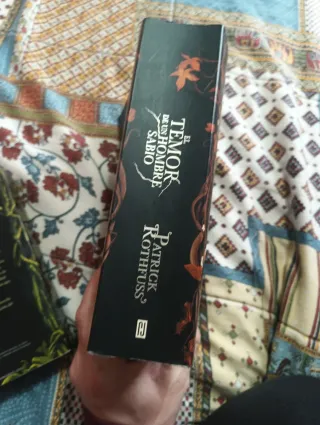 EL
TEMOR
DE UN HOMBRE
SABIO
PATRICK
ROTHFUSS